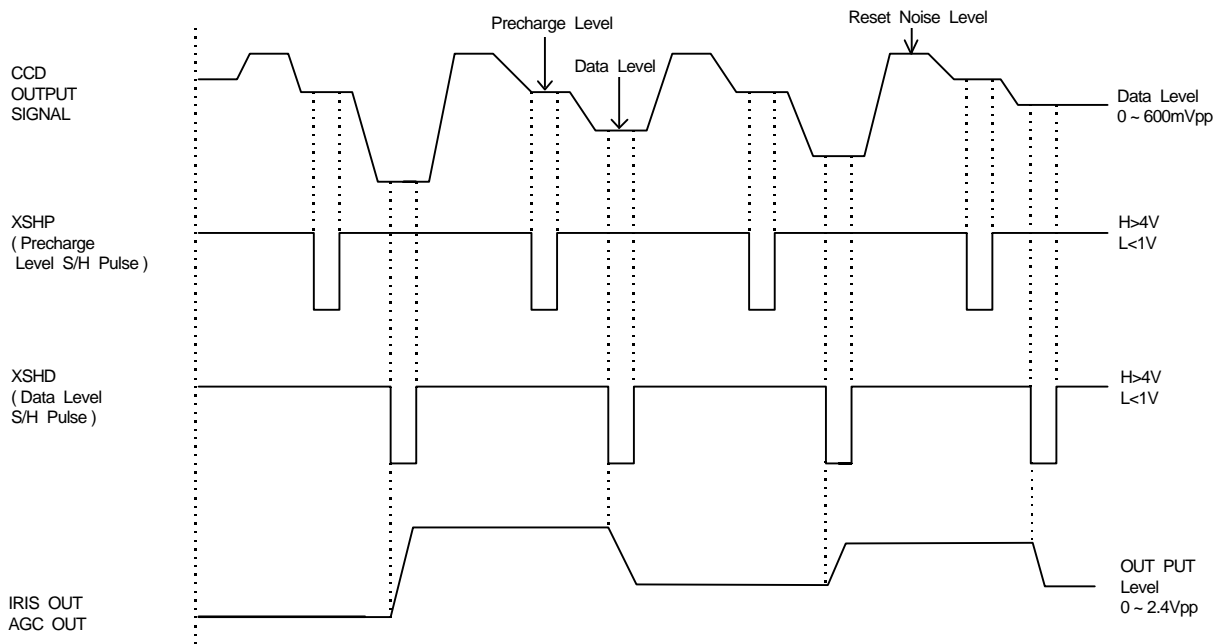 Precharge Level
Reset Noise Level
Data Level
CCD
OUTPUT
SIGNAL
Data Level
0 ~ 600mVpp
XSHP
( Precharge
Level S/H Pulse )
H>4V
L<1V
XSHD
( Data Level
S/H Pulse )
H>4V
L<1V
OUT PUT
Level
0 ~ 2.4Vpp
IRIS OUT
AGC OUT